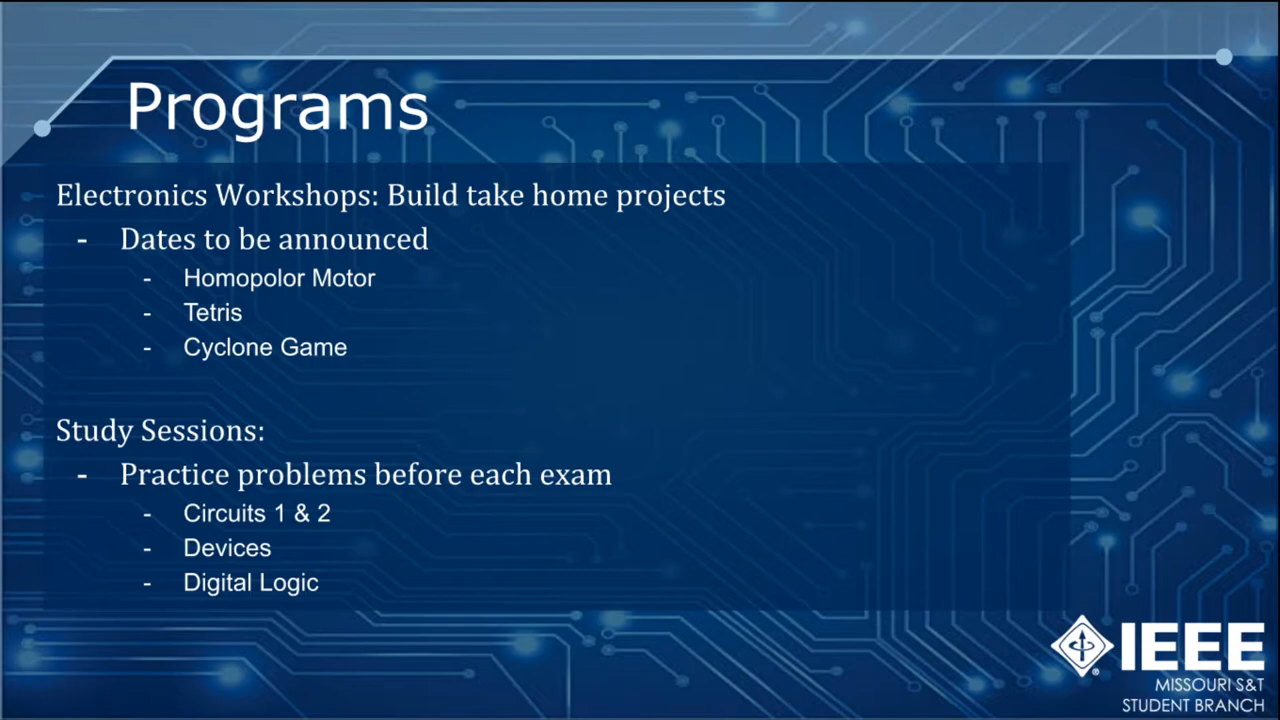 Programs
Electronics Workshops: Build take home projects
- Dates to be announced
- Homopolor Motor
- Tetris
- Cyclone Game
Study Sessions:
- Practice problems before each exam
- Circuits 1 & 2
- Devices
- Digital Logic
IEEE
MISSOURI S&T
STUDENT BRANCH